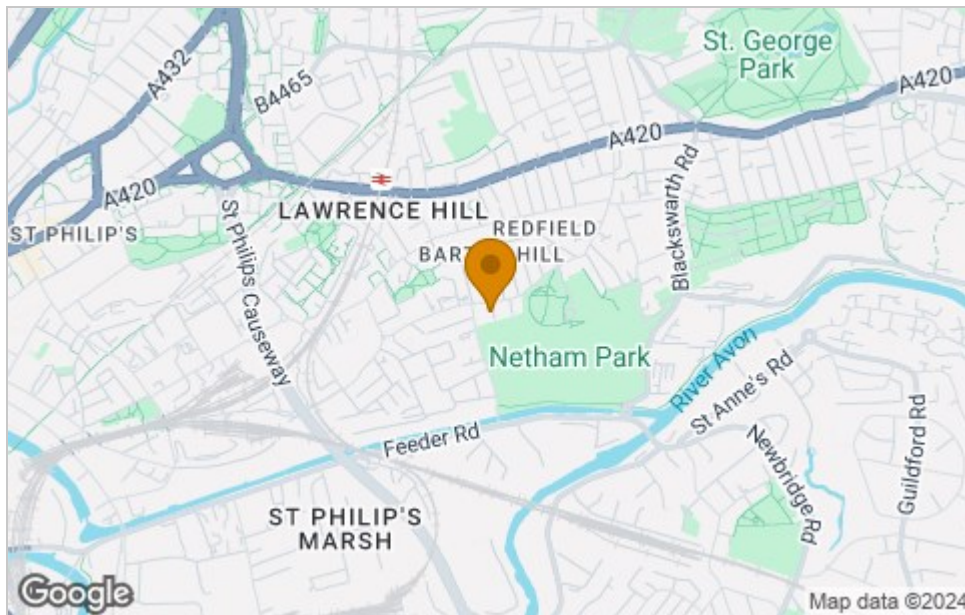 St. George
Park
A432
B4465
A420
A420
A420
ST PHILIP'S
LAWRENCE HILL
REDFIELD
HILL
St Philips Causeway
Blackswarth Rd
Netham Park
River Avon
St Anne's Rd
Feeder Rd
Newbridge Rd
Guildford Rd
ST PHILIP'S
MARSH
Google
Map data ©2024